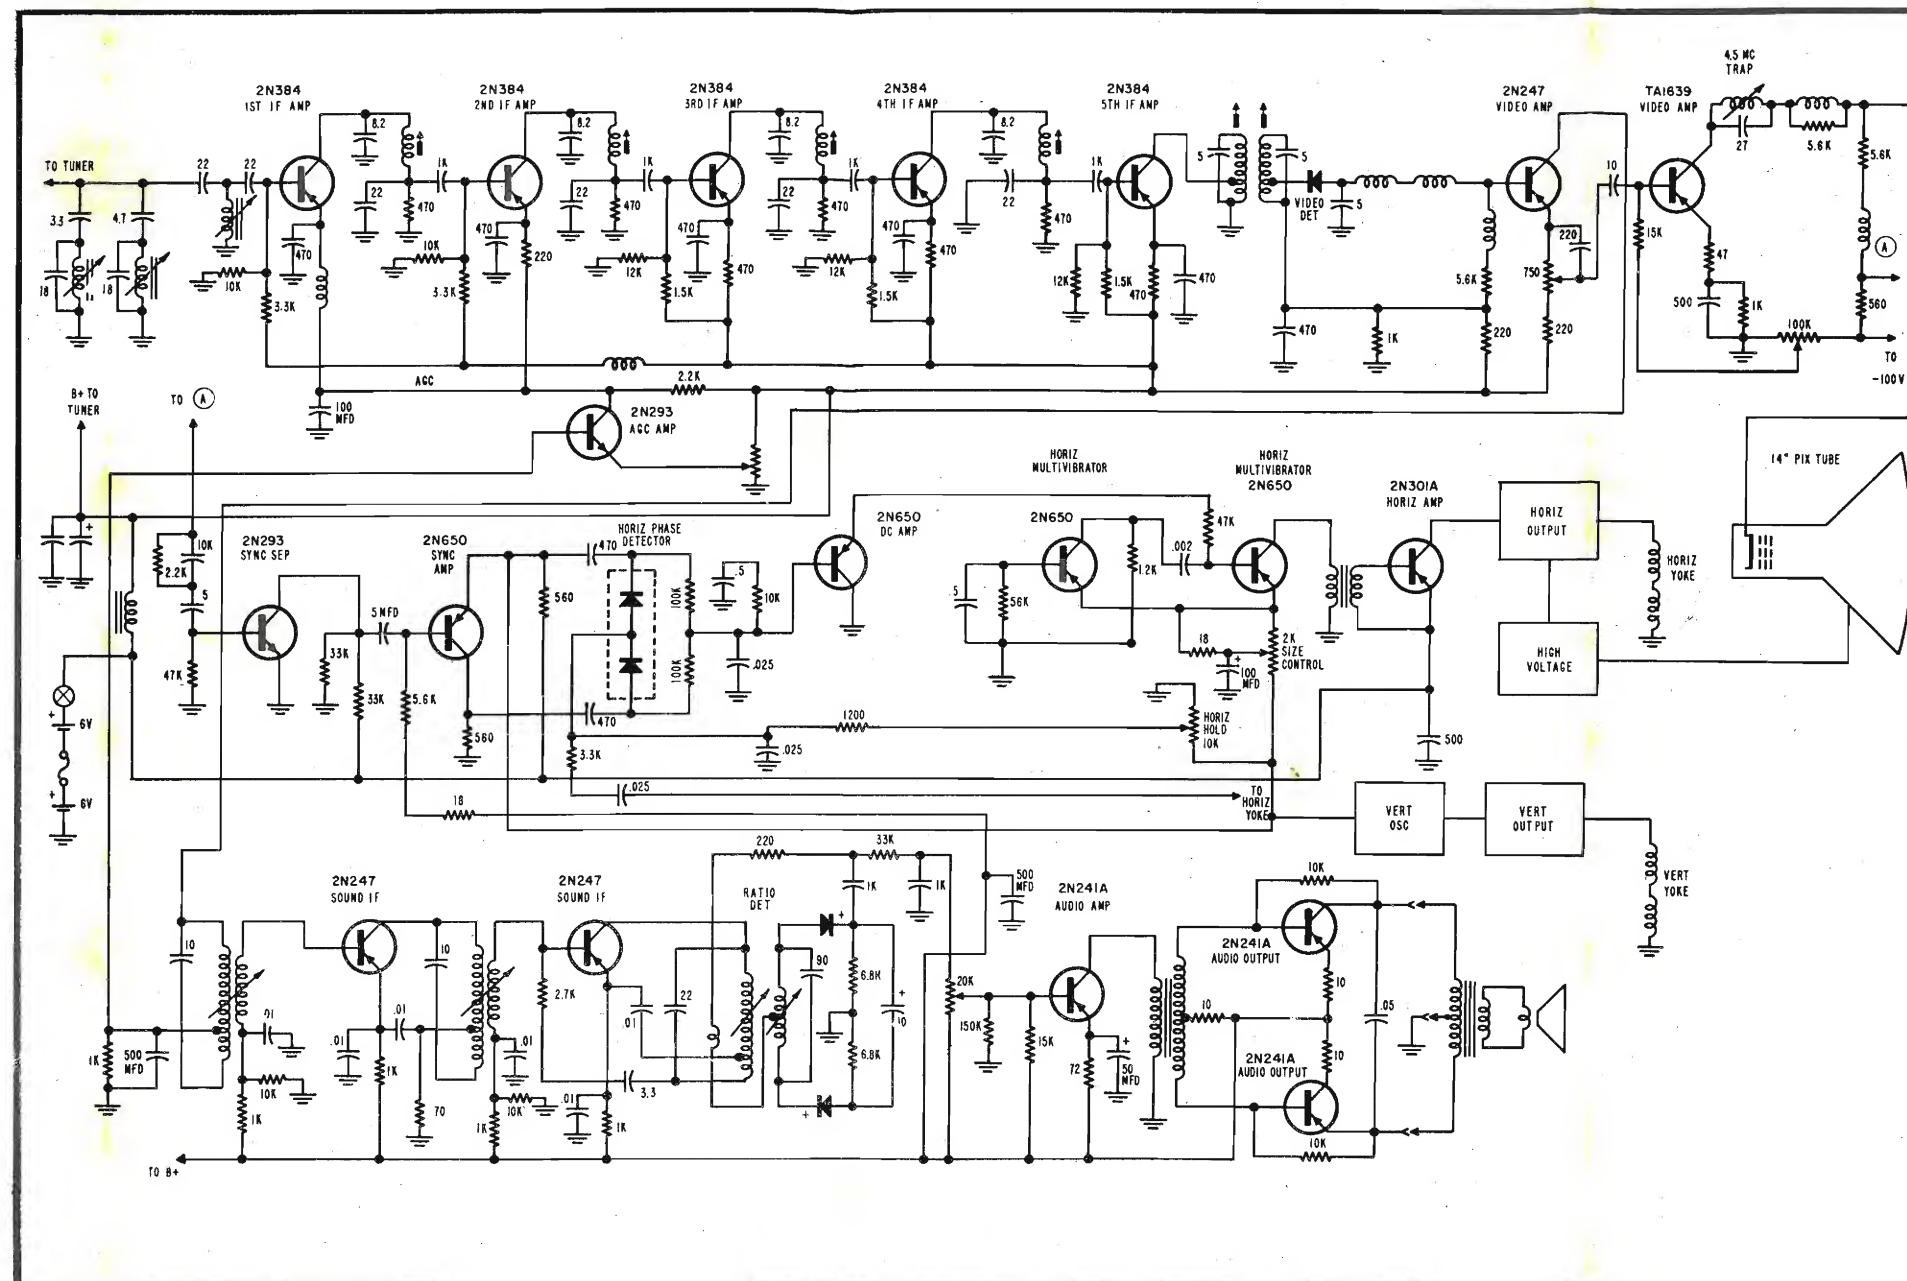 4.5 MC
TRAP
2N384
1ST IF AMP
2N384
2ND IF AMP
2N384
3RD IF AMP
2N384
4TH IF AMP
2N384
5TH IF AMP
2N247
VIDEO AMP
TA1639
VIDEO AMP
8.2
8.2
8.2
8.2
27
5.6K
5.6K
TO TUNER
22
22
1K
1K
1K
1K
5
5
10
22
470
22
470
22
470
22
470
VIDEO
DET
5
3.3
4.7
470
470
220
470
470
470
470
220
15K
47
A
18
18
10K
10K
12K
12K
12K
1.5K
470
470
5.6K
750
3.3K
3.3K
1.5K
1.5K
500
1K
560
470
1K
220
220
100K
TO
-100V
AGC
2.2K
B+ TO
TUNER
TO A
100
MFD
2N293
AGC AMP
HORIZ
MULTIVIBRATOR
HORIZ
MULTIVIBRATOR
2N650
14" PIX TUBE
2N301A
HORIZ AMP
+
2N293
SYNC SEP
2N650
SYNC
AMP
HORIZ PHASE
DETECTOR
2N650
DC AMP
2N650
47K
HORIZ
OUTPUT
10K
2.2K
470
.002
5
5 MFD
560
100K
.5
10K
5
56K
1.2K
HORIZ
YOKE
33K
47K
33K
5.6K
100K
.025
18
2K
SIZE
CONTROL
+
100
MFD
HIGH
VOLTAGE
+
6V
470
560
1200
HORIZ
HOLD
10K
500
3.3K
.025
+
6V
.025
TO
HORIZ
YOKE
18
VERT
OSC
VERT
OUTPUT
220
33K
10K
2N247
SOUND IF
2N247
SOUND IF
RATIO
DET
1K
1K
500
MFD
2N241A
AUDIO AMP
VERT
YOKE
+
10
10
90
2N241A
AUDIO OUTPUT
2.7K
22
6.8K
20K
10
.01
.01
.01
+
10
150K
10
.05
1K
500
MFD
.01
.01
6.8K
15K
2N241A
AUDIO OUTPUT
10
10K
1K
3.3
72
+
50
MFD
1K
70
10K
1K
.01
1K
+
10K
TO B+